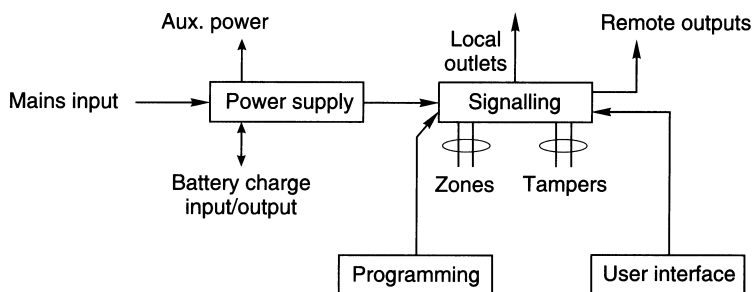 Aux. power
Remote outputs
Local
outlets
Mains input
Power supply
Signalling
Battery charge
input/output
Zones
Tampers
Programming
User interface